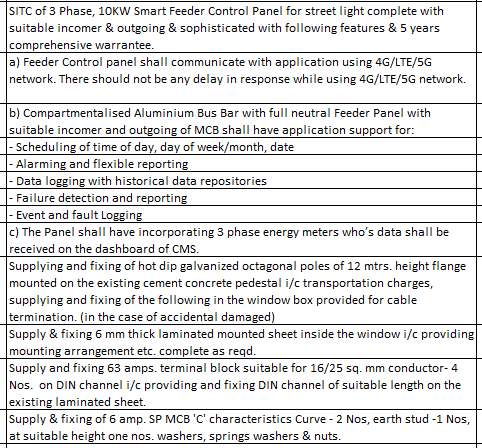 SITC of 3 Phase, 10KW Smart Feeder Control Panel for street light complete with
suitable incomer & outgoing & sophisticated with following features & 5 years
comprehensive warrantee.
a) Feeder Control panel shall communicate with application using 4G/LTE/5G
network. There should not be any delay in response while using 4G/LTE/5G network.
b) Compartmentalised Aluminium Bus Bar with full neutral Feeder Panel with
suitable incomer and outgoing of MCB shall have application support for:
- Scheduling of time of day, day of week/month, date
- Alarming and flexible reporting
- Data logging with historical data repositories
- Failure detection and reporting
- Event and fault Logging
c) The Panel shall have incorporating 3 phase energy meters who's data shall be
received on the dashboard of CMS.
Supplying and fixing of hot dip galvanized octagonal poles of 12 mtrs. height flange
mounted on the existing cement concrete pedestal i/c transportation charges,
supplying and fixing of the following in the window box provided for cable
termination. (in the case of accidental damaged)
Supply & fixing 6 mm thick laminated mounted sheet inside the window i/c providing
mounting arrangement etc. complete as reqd.
Supply and fixing 63 amps. terminal block suitable for 16/25 sq. mm conductor- 4
Nos.  on DIN channel i/c providing and fixing DIN channel of suitable length on the
existing laminated sheet.
Supply & fixing of 6 amp. SP MCB 'C' characteristics Curve - 2 Nos, earth stud -1 Nos,
at suitable height one nos. washers, springs washers & nuts.